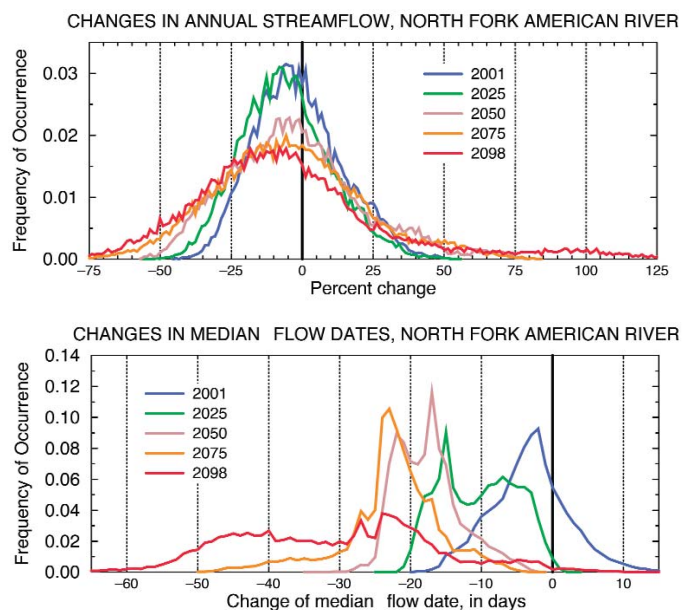 CHANGES IN ANNUAL STREAMFLOW, NORTH FORK AMERICAN RIVER
Frequency of Occurrence
0.03
0.02
0.01
0.00
2001
2025
2050
2075
2098
-75 -50 -25 0 25 50 75 100 125
Percent change
CHANGES IN MEDIAN FLOW DATES, NORTH FORK AMERICAN RIVER
Frequency of Occurrence
0.14
0.12
0.10
0.08
0.06
0.04
0.02
0.00
2001
2025
2050
2075
2098
-60 -50 -40 -30 -20 -10 0 10
Change of median flow date, in days